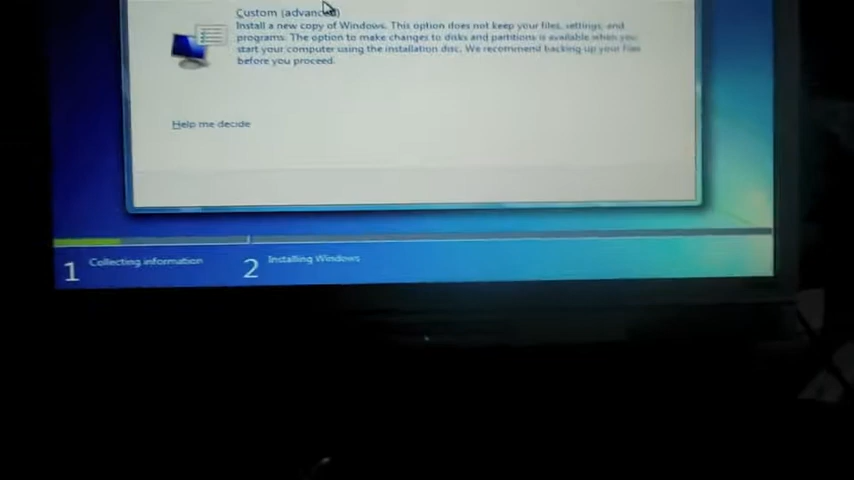 Custom (advanced)
Install a new copy of Windows. This option does not keep your files, settings, and
programs. The option to make changes to disks and partitions is available when you
start your computer using the installation disc. We recommend backing up your files
before you proceed.
Help me decide
1 Collecting information
2 Installing Windows